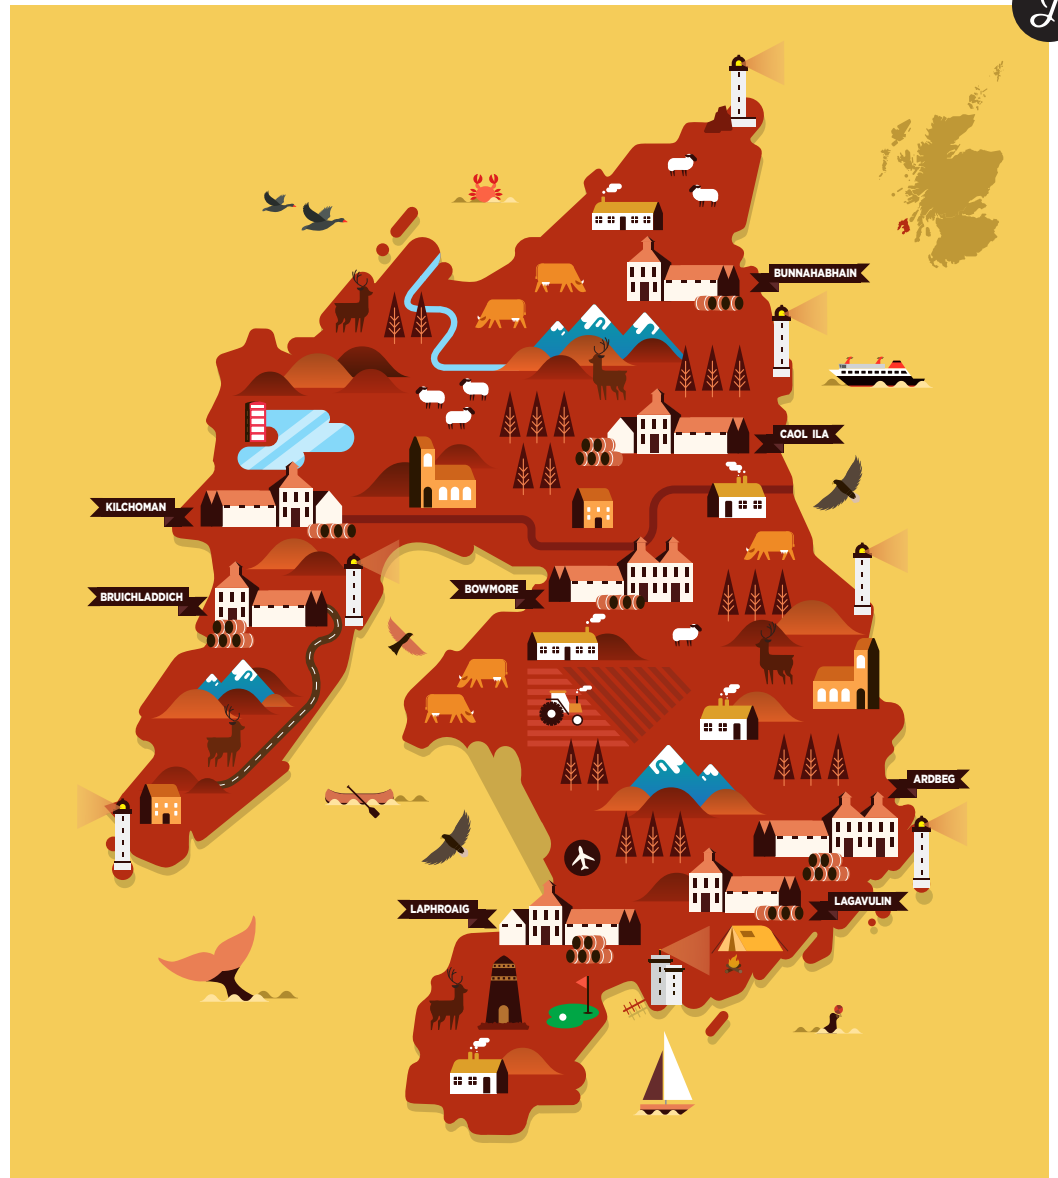 BUNNAHABHAIN
CAOL ILA
KILCHOMAN
BRUICHLADDICH
BOWMORE
ARDBEG
LAGAVULIN
LAPHROAIG